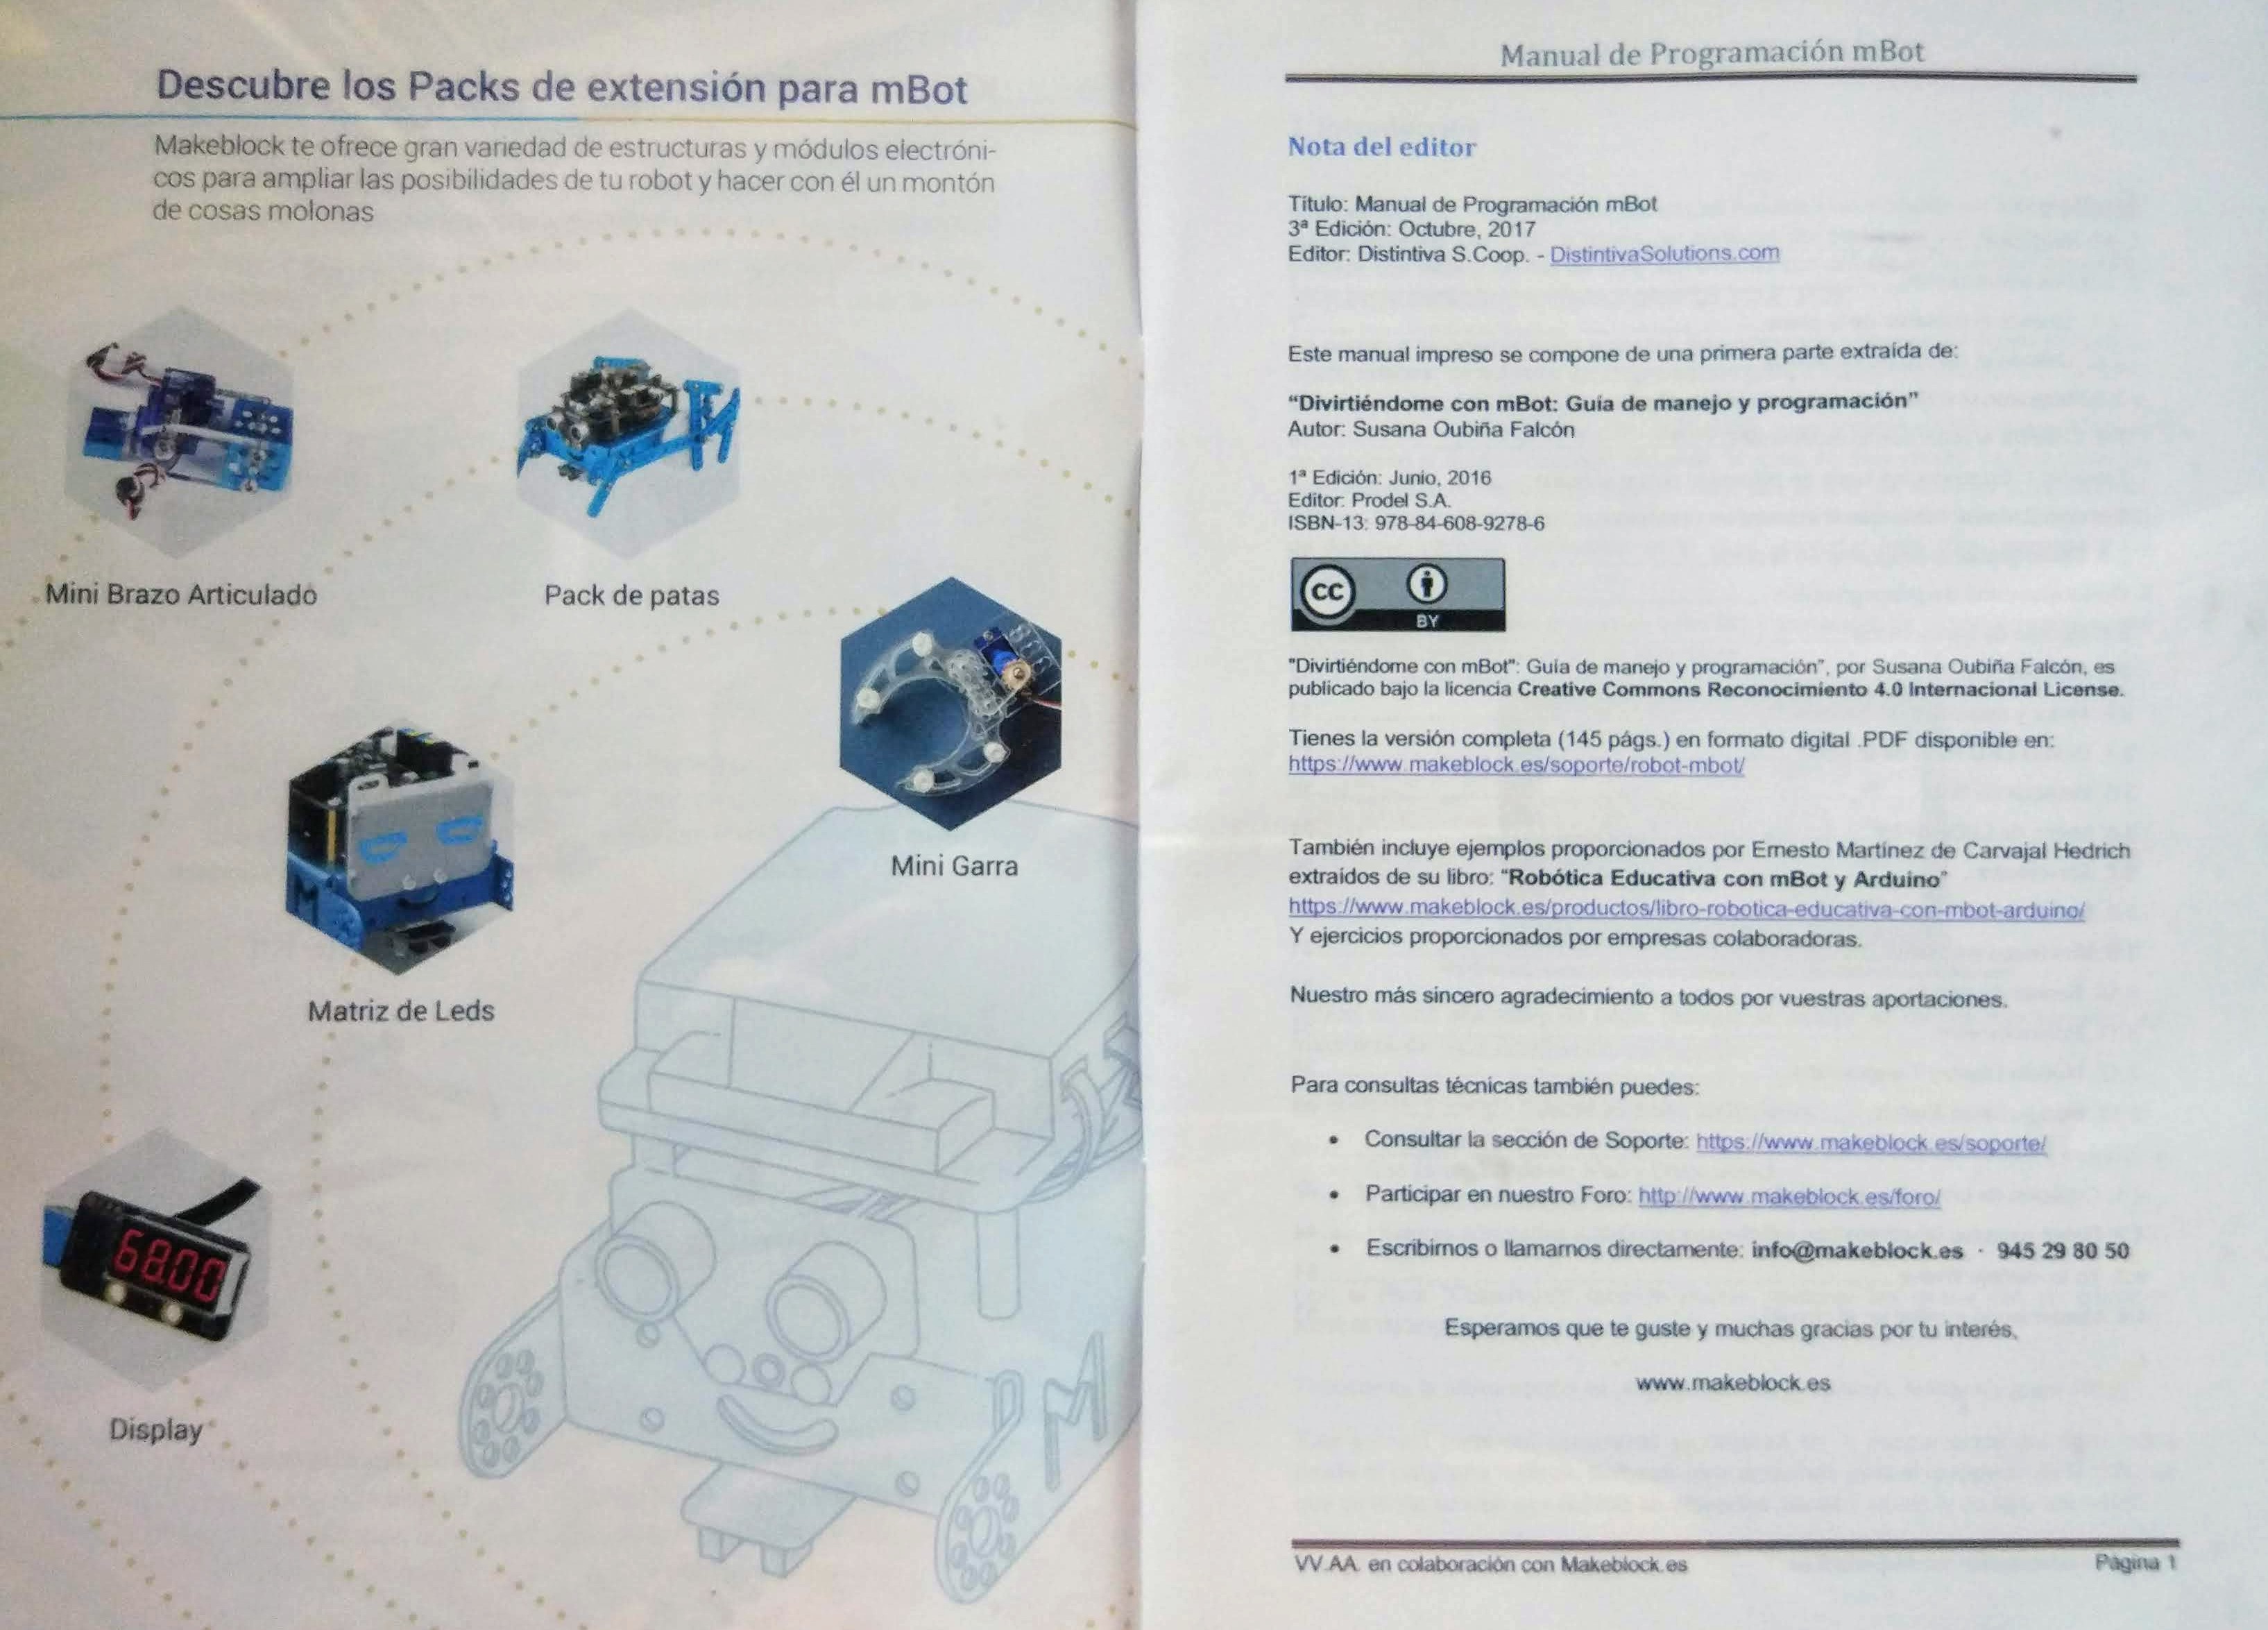 Descubre los Packs de extensión para mBot
Makeblock te ofrece gran variedad de estructuras y módulos electróni-
cos para ampliar las posibilidades de tu robot y hacer con él un montón
de cosas molonas
Mini Brazo Articulado
Pack de patas
Mini Garra
Matriz de Leds
68.00
Display
M
M
Manual de Programación mBot
Nota del editor
Título: Manual de Programación mBot
3ª Edición: Octubre, 2017
Editor: Distintiva S.Coop. - DistintivaSolutions.com
Este manual impreso se compone de una primera parte extraída de:
“Divirtiéndome con mBot: Guía de manejo y programación”
Autor: Susana Oubiña Falcón
1ª Edición: Junio, 2016
Editor: Prodel S.A.
ISBN-13: 978-84-608-9278-6
cc
BY
"Divirtiéndome con mBot": Guía de manejo y programación”, por Susana Oubiña Falcón, es
publicado bajo la licencia Creative Commons Reconocimiento 4.0 Internacional License.
Tienes la versión completa (145 págs.) en formato digital .PDF disponible en:
https://www.makeblock.es/soporte/robot-mbot/
También incluye ejemplos proporcionados por Ernesto Martínez de Carvajal Hedrich
extraídos de su libro: “Robótica Educativa con mBot y Arduino”
https://www.makeblock.es/productos/libro-robotica-educativa-con-mbot-arduino/
Y ejercicios proporcionados por empresas colaboradoras.
Nuestro más sincero agradecimiento a todos por vuestras aportaciones.
Para consultas técnicas también puedes:
• Consultar la sección de Soporte: https://www.makeblock.es/soporte/
• Participar en nuestro Foro: http://www.makeblock.es/foro/
• Escribirnos o llamarnos directamente: info@makeblock.es · 945 29 80 50
Esperamos que te guste y muchas gracias por tu interés.
www.makeblock.es
VV.AA. en colaboración con Makeblock.es
Página 1